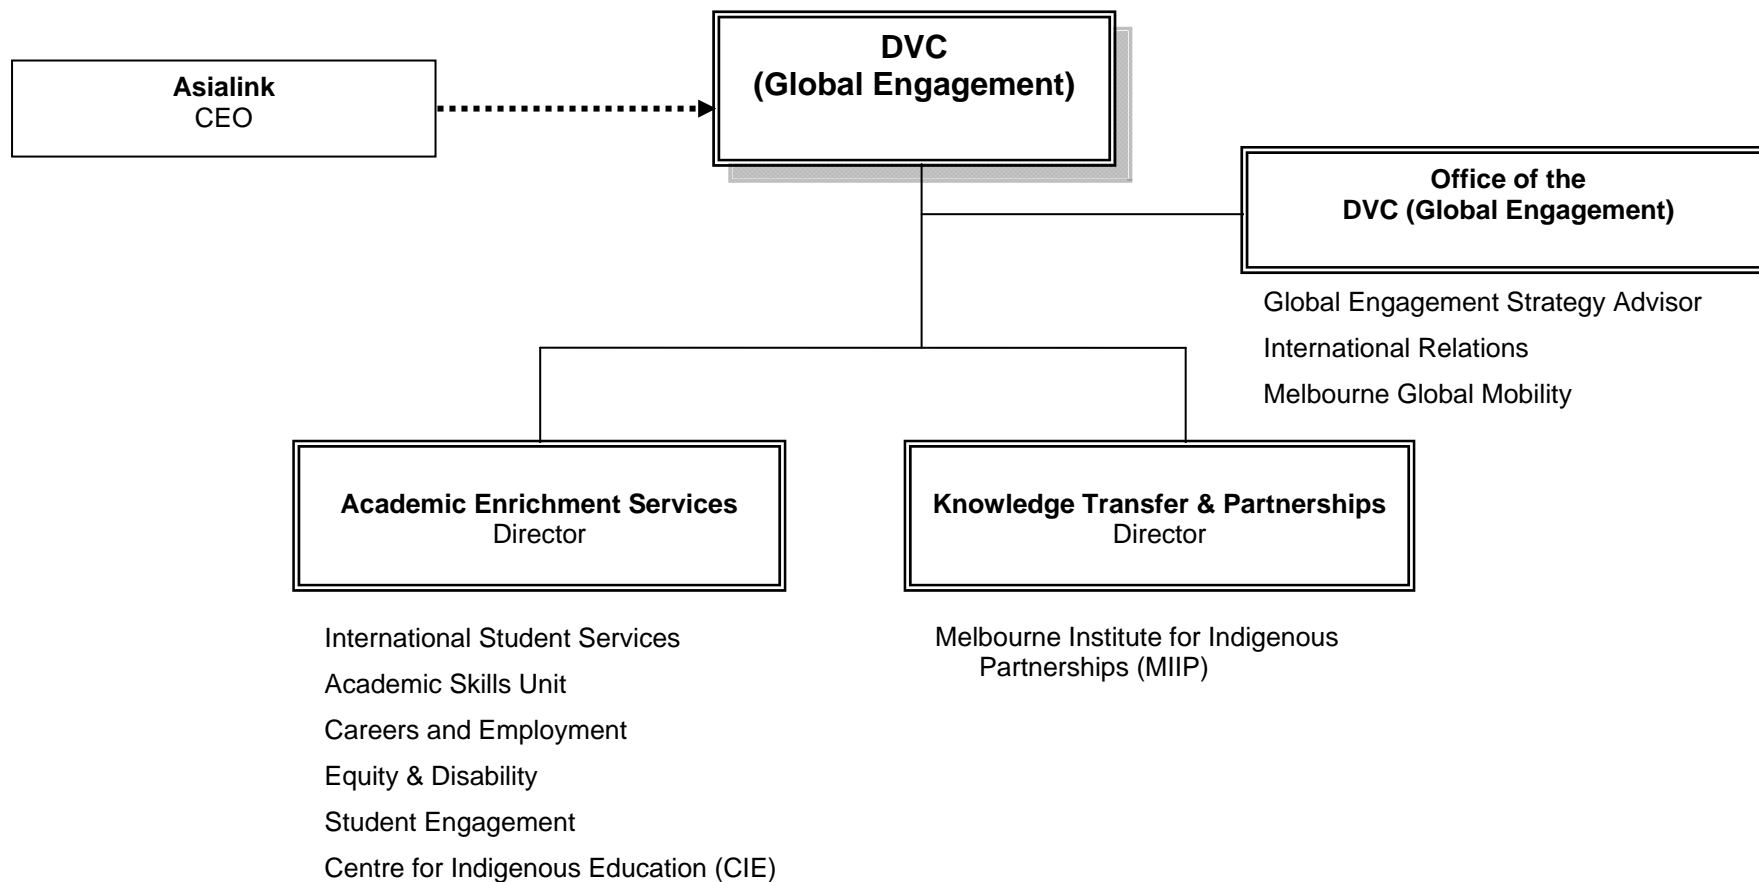 DVC
(Global Engagement)
Asialink
CEO
Office of the
DVC (Global Engagement)
Global Engagement Strategy Advisor
International Relations
Melbourne Global Mobility
Academic Enrichment Services
Director
Knowledge Transfer & Partnerships
Director
International Student Services
Academic Skills Unit
Careers and Employment
Equity & Disability
Student Engagement
Centre for Indigenous Education (CIE)
Melbourne Institute for Indigenous
Partnerships (MIIP)